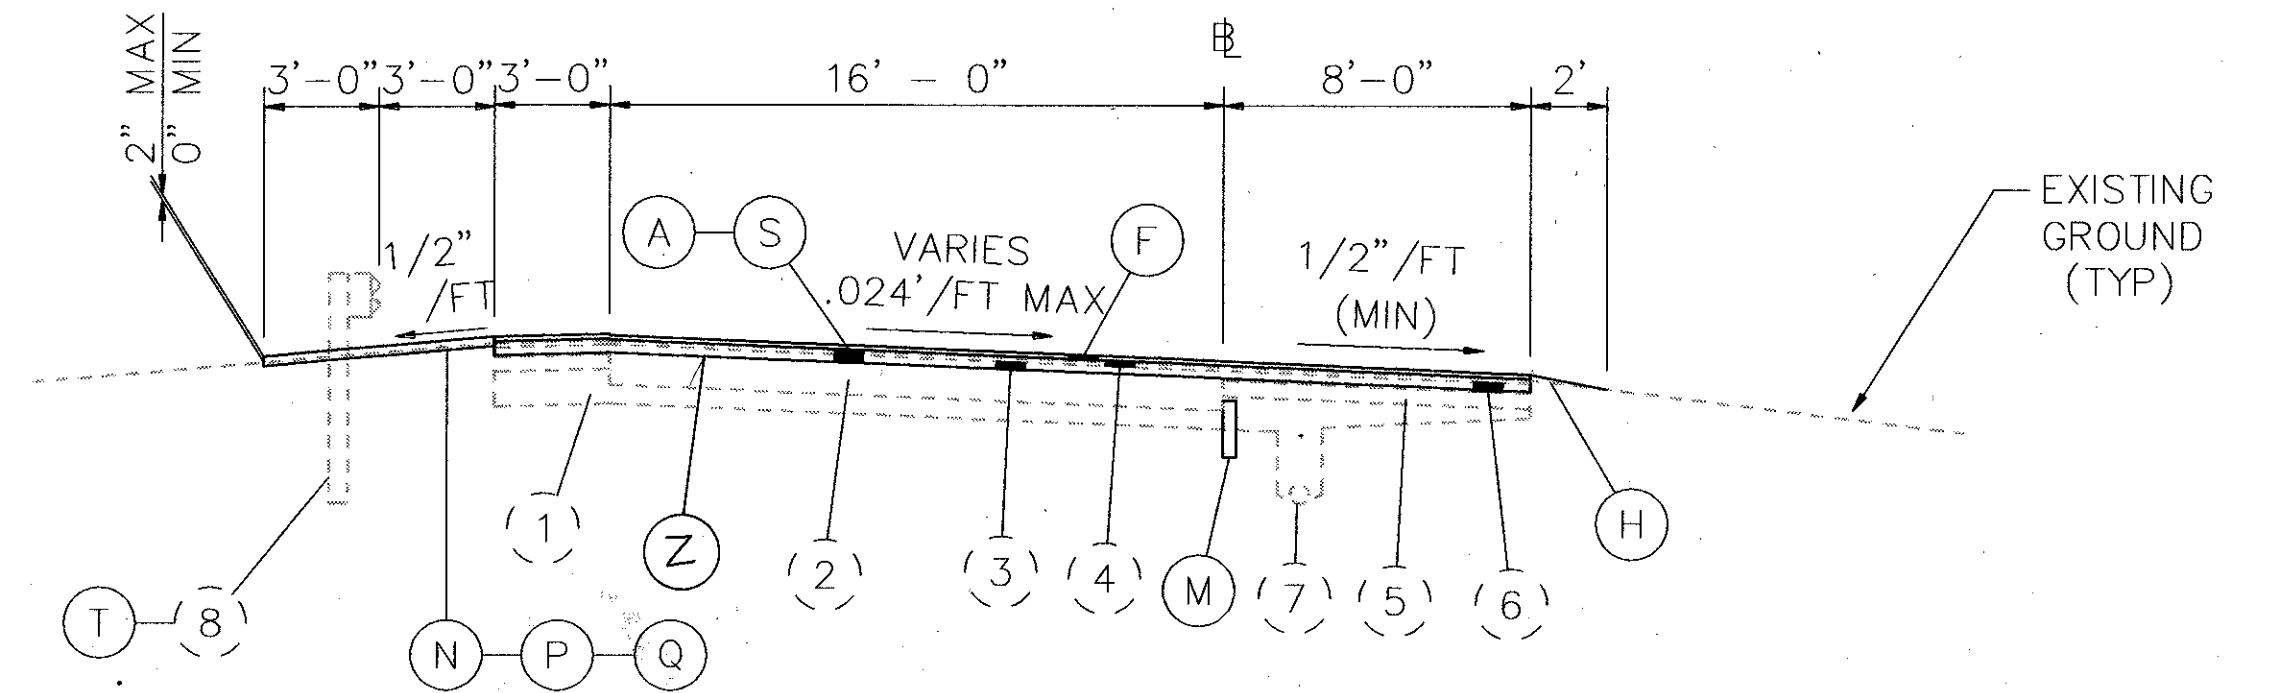 2" MAX
0" MIN
3'-0" 3'-0" 3'-0" 16' - 0" 8'-0" 2'
BL
A S F
1/2"
/FT
VARIES
.024'/FT MAX
1/2"/FT
(MIN)
EXISTING
GROUND
(TYP)
1 Z 2 3 4 M 7 5 6 H
T 8
N P Q